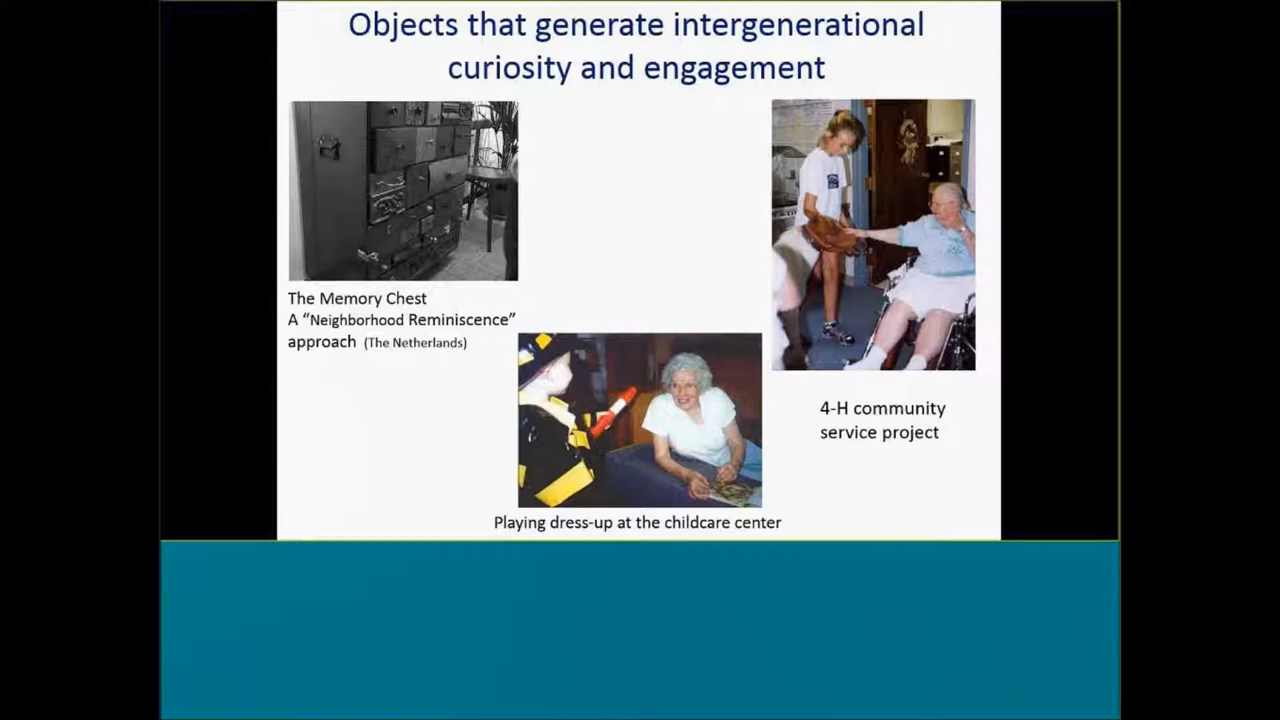 Objects that generate intergenerational
curiosity and engagement
The Memory Chest
A “Neighborhood Reminiscence”
approach (The Netherlands)
4-H community
service project
Playing dress-up at the childcare center